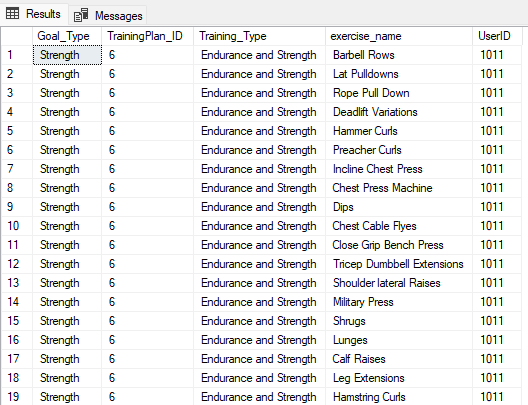 Results Messages
Goal_Type TrainingPlan_ID Training_Type exercise_name UserID
1 Strength 6 Endurance and Strength Barbell Rows 1011
2 Strength 6 Endurance and Strength Lat Pulldowns 1011
3 Strength 6 Endurance and Strength Rope Pull Down 1011
4 Strength 6 Endurance and Strength Deadlift Variations 1011
5 Strength 6 Endurance and Strength Hammer Curls 1011
6 Strength 6 Endurance and Strength Preacher Curls 1011
7 Strength 6 Endurance and Strength Incline Chest Press 1011
8 Strength 6 Endurance and Strength Chest Press Machine 1011
9 Strength 6 Endurance and Strength Dips 1011
10 Strength 6 Endurance and Strength Chest Cable Flyes 1011
11 Strength 6 Endurance and Strength Close Grip Bench Press 1011
12 Strength 6 Endurance and Strength Tricep Dumbbell Extensions 1011
13 Strength 6 Endurance and Strength Shoulder lateral Raises 1011
14 Strength 6 Endurance and Strength Military Press 1011
15 Strength 6 Endurance and Strength Shrugs 1011
16 Strength 6 Endurance and Strength Lunges 1011
17 Strength 6 Endurance and Strength Calf Raises 1011
18 Strength 6 Endurance and Strength Leg Extensions 1011
19 Strength 6 Endurance and Strength Hamstring Curls 1011